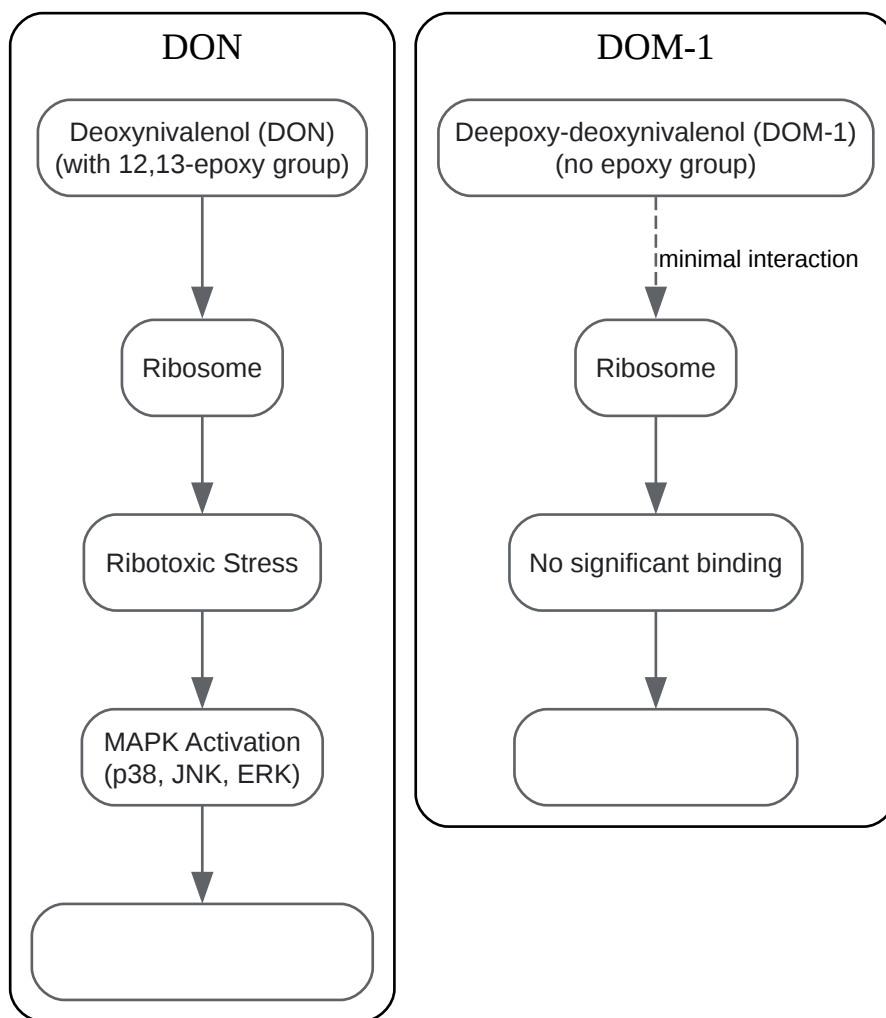 DON
Deoxynivalenol (DON)
(with 12,13-epoxy group)
Ribosome
Ribotoxic Stress
MAPK Activation
(p38, JNK, ERK)
DOM-1
Deepoxy-deoxynivalenol (DOM-1)
(no epoxy group)
minimal interaction
Ribosome
No significant binding